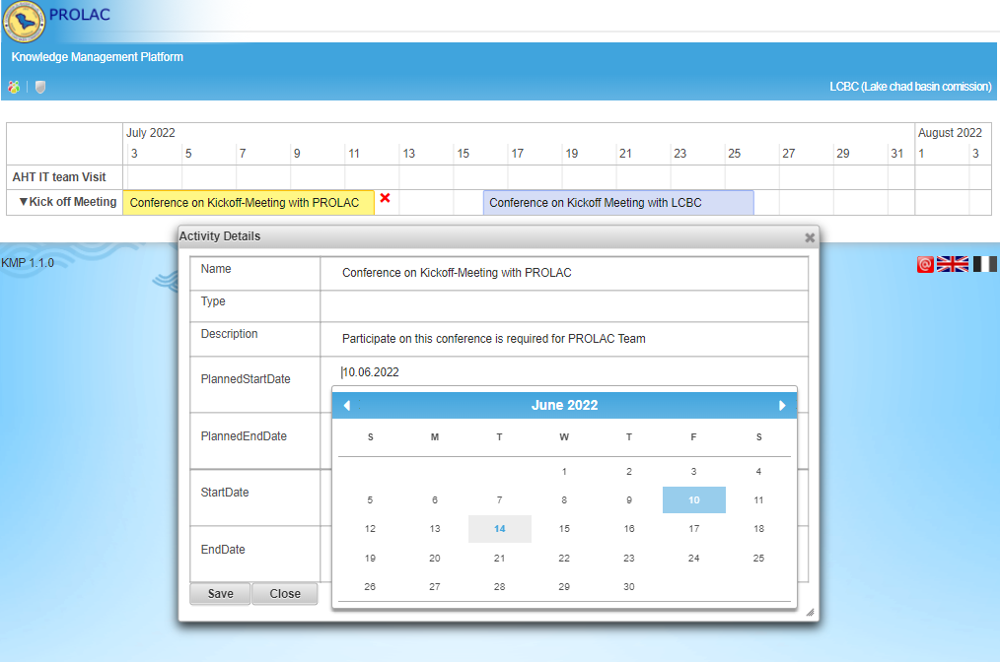 PROLAC
Knowledge Management Platform
LCBC (Lake chad basin comission)
July 2022 August 2022
3 5 7 9 11 13 15 17 19 21 23 25 27 29 31 1 3
AHT IT team Visit
▼Kick off Meeting Conference on Kickoff-Meeting with PROLAC Conference on Kickoff Meeting with LCBC
KMP 1.1.0
@
Activity Details
Name Conference on Kickoff-Meeting with PROLAC
Type
Description Participate on this conference is required for PROLAC Team
PlannedStartDate 10.06.2022
PlannedEndDate
StartDate
EndDate
June 2022
S M T W T F S
1 2 3 4
5 6 7 8 9 10 11
12 13 14 15 16 17 18
19 20 21 22 23 24 25
26 27 28 29 30
Save Close